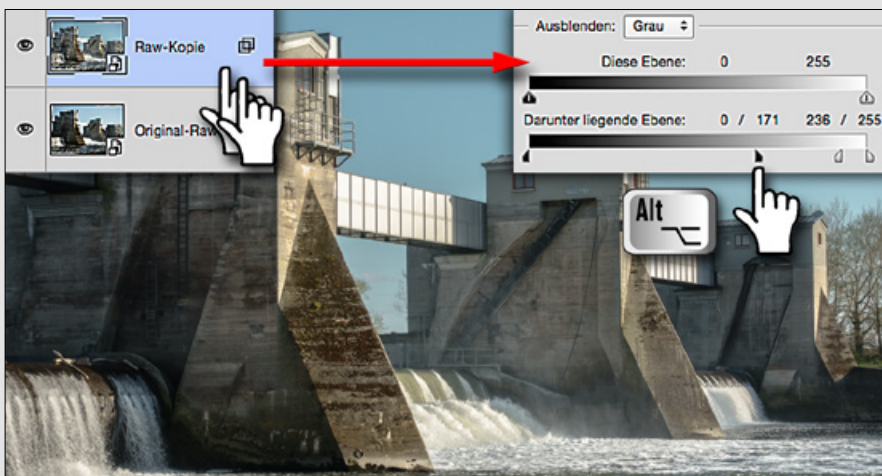 Raw-Kopie
Original-Raw
Ausblenden: Grau
Diese Ebene: 0 255
Darunter liegende Ebene: 0 / 171 236 / 255
Alt